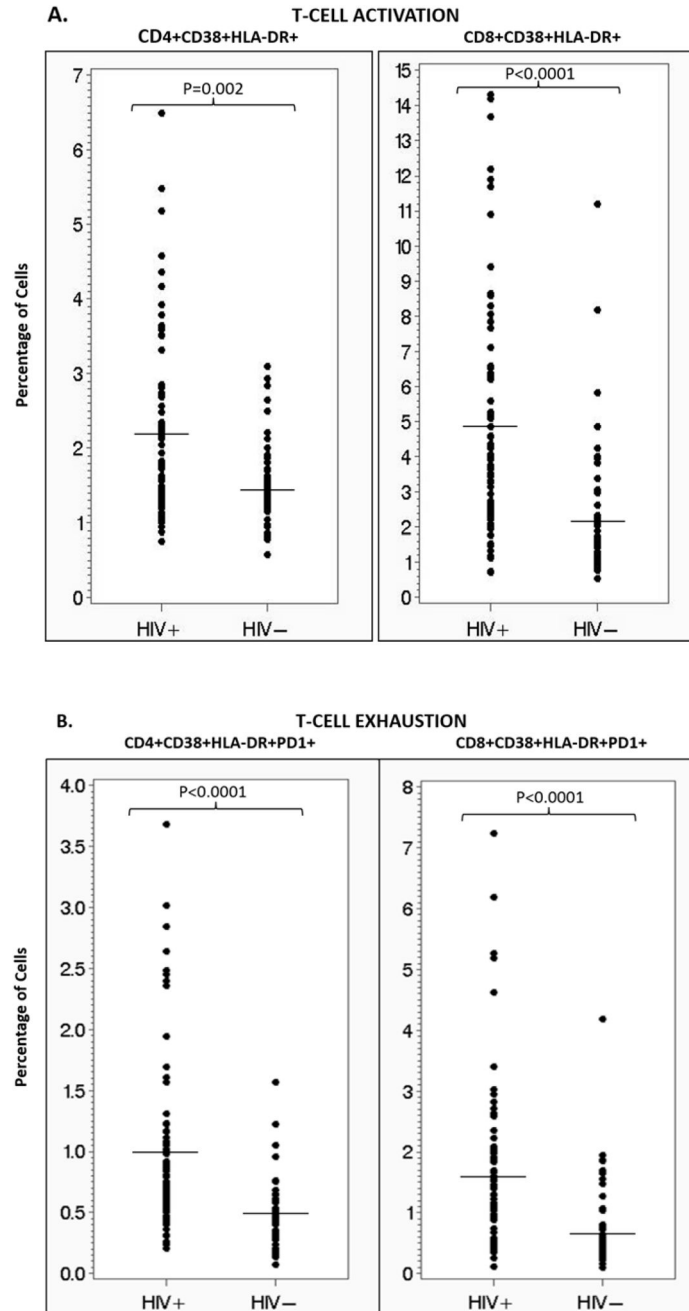 A.
T-CELL ACTIVATION
CD4+CD38+HLA-DR+
CD8+CD38+HLA-DR+
Percentage of Cells
7
6
5
4
3
2
1
0
P=0.002
HIV+ HIV−
15
14
13
12
11
10
9
8
7
6
5
4
3
2
1
0
P<0.0001
HIV+ HIV−
B.
T-CELL EXHAUSTION
CD4+CD38+HLA-DR+PD1+
CD8+CD38+HLA-DR+PD1+
Percentage of Cells
4.0
3.5
3.0
2.5
2.0
1.5
1.0
0.5
0.0
P<0.0001
HIV+ HIV−
8
7
6
5
4
3
2
1
0
P<0.0001
HIV+ HIV−